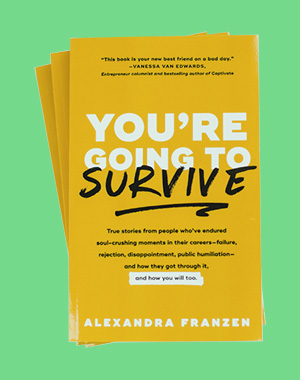 "This book is your new best friend on a bad day."
—VANESSA VAN EDWARDS,
Entrepreneur columnist and bestselling author of Captivate
YOU'RE
GOING TO
SURVIVE
True stories from people who've endured
soul-crushing moments in their careers—failure,
rejection, disappointment, public humiliation—
and how they got through it,
and how you will too.
ALEXANDRA FRANZEN